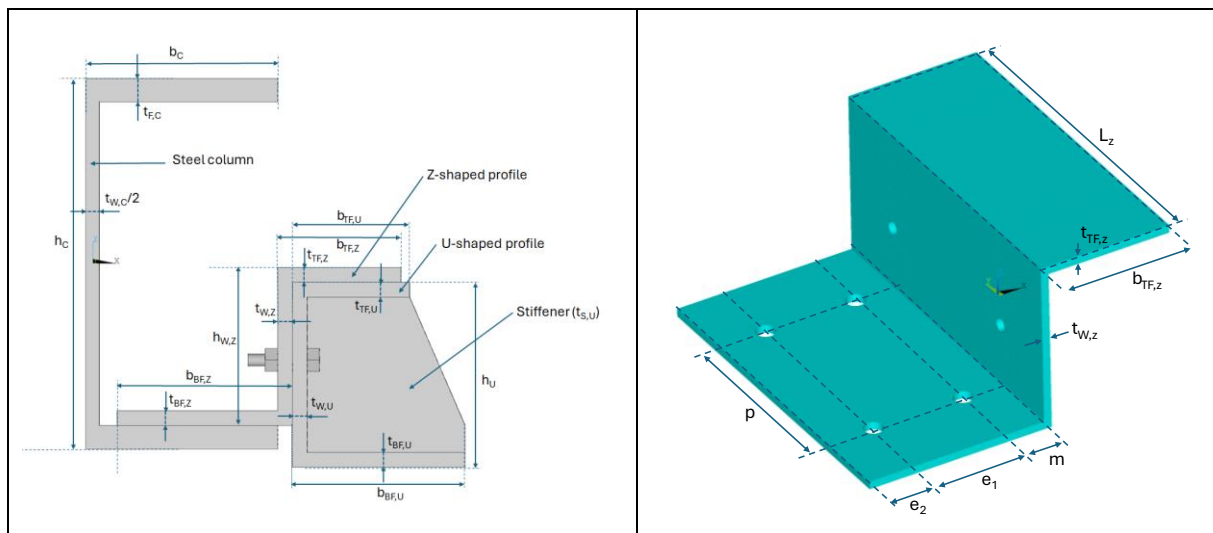 b_C
t_F,C
Steel column
Z-shaped profile
b_TF,U
t_W,C/2
b_TF,Z
U-shaped profile
h_C
t_TF,Z
X
t_TF,U
Stiffener (t_S,U)
t_W,Z
h_W,Z
b_BF,Z
h_U
t_BF,Z
t_W,U
t_BF,U
b_BF,U
L_z
t_TF,z
b_TF,z
t_W,z
p
m
e_1
e_2